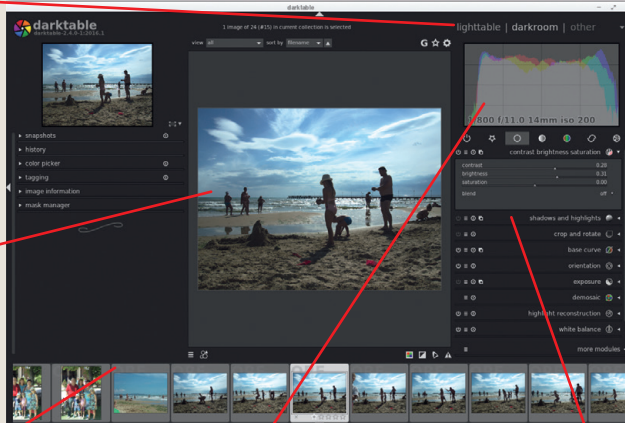 darktable
darktable
darktable-1.4.0-1:2016.1
1 image of 24 (#15) in current collection is selected
view all sort by filename
lighttable | darkroom | other
f/11.0 14mm iso 200
snapshots
history
color picker
tagging
image information
mask manager
contrast brightness saturation
contrast 0.28
brightness 0.31
saturation 0.00
blend off
shadows and highlights
crop and rotate
base curve
orientation
exposure
demosaic
highlight reconstruction
white balance
more modules